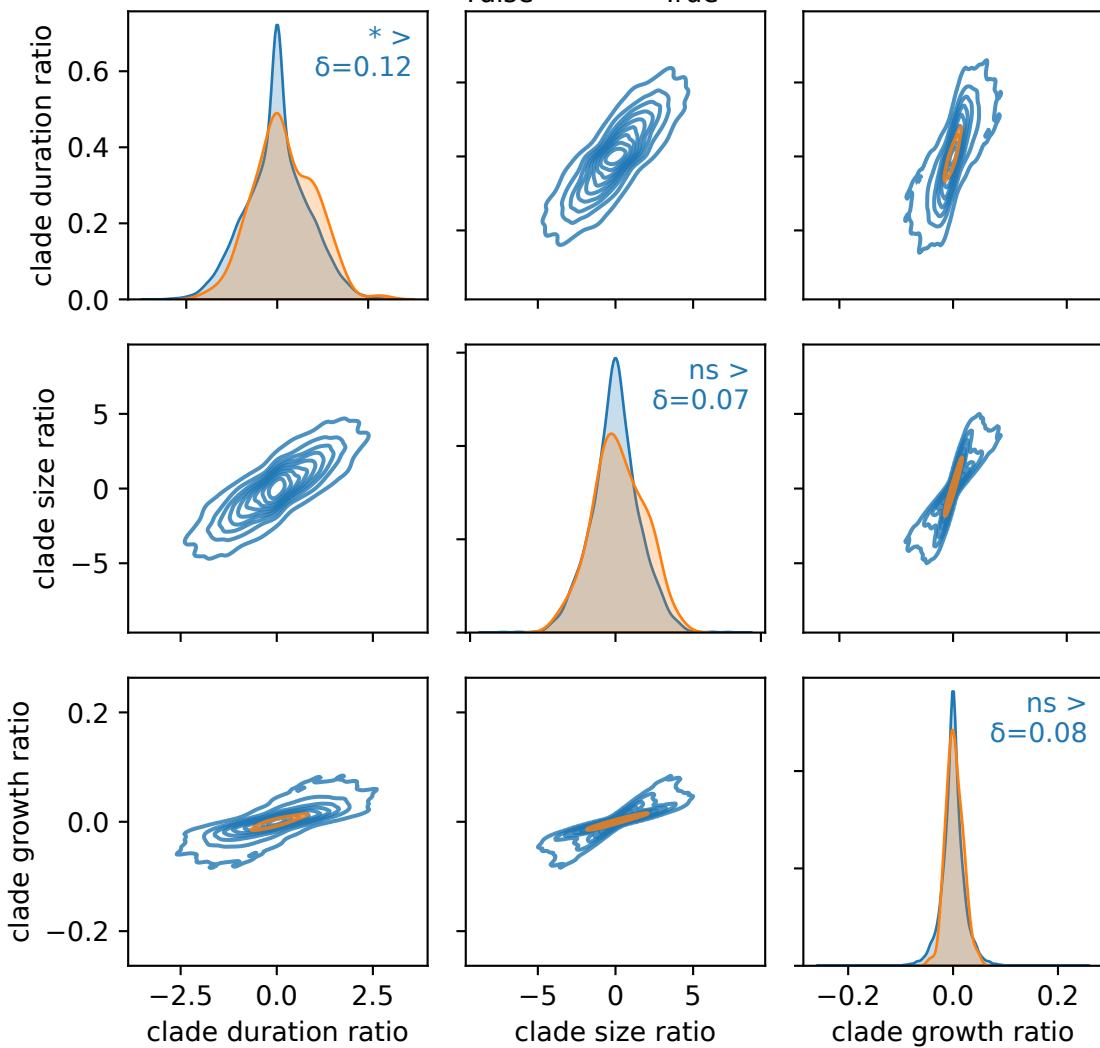 * >
δ=0.12
clade duration ratio
0.6
0.4
0.2
0.0
ns >
δ=0.07
clade size ratio
5
0
−5
ns >
δ=0.08
clade growth ratio
0.2
0.0
−0.2
−2.5 0.0 2.5
−5 0 5
−0.2 0.0 0.2
clade duration ratio
clade size ratio
clade growth ratio